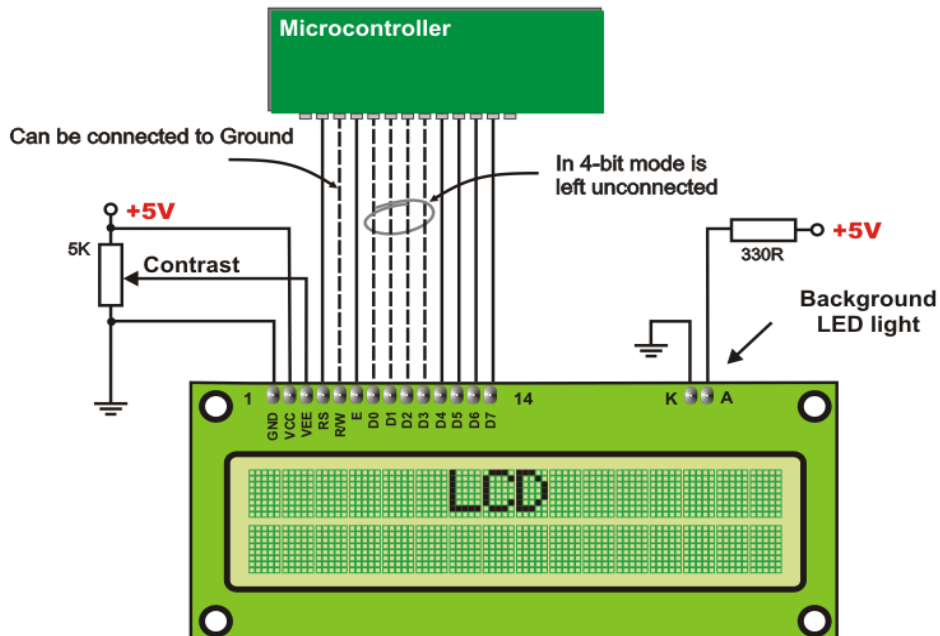 Microcontroller
Can be connected to Ground
In 4-bit mode is
left unconnected
+5V
5K
Contrast
+5V
330R
Background
LED light
1
14
K
A
GND
VCC
VEE
RS
R/W
E
D0
D1
D2
D3
D4
D5
D6
D7
LCD